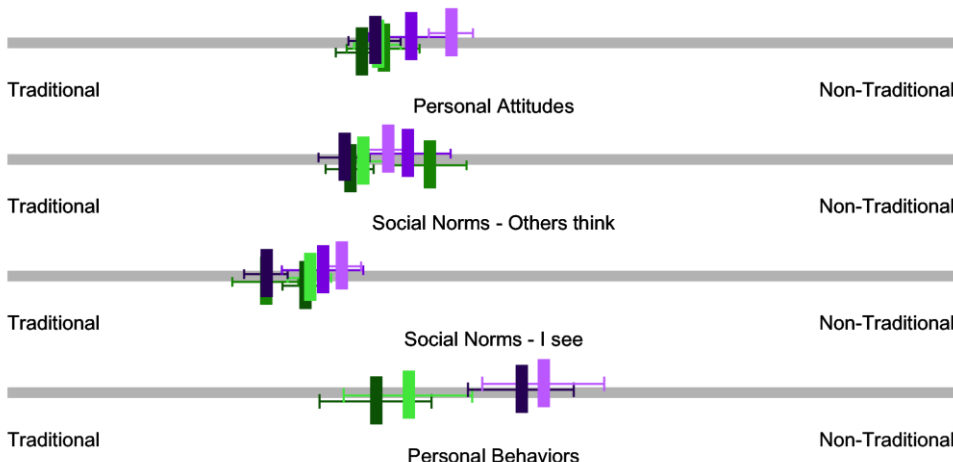 Traditional
Non-Traditional
Personal Attitudes
Traditional
Non-Traditional
Social Norms - Others think
Traditional
Non-Traditional
Social Norms - I see
Traditional
Non-Traditional
Personal Behaviors